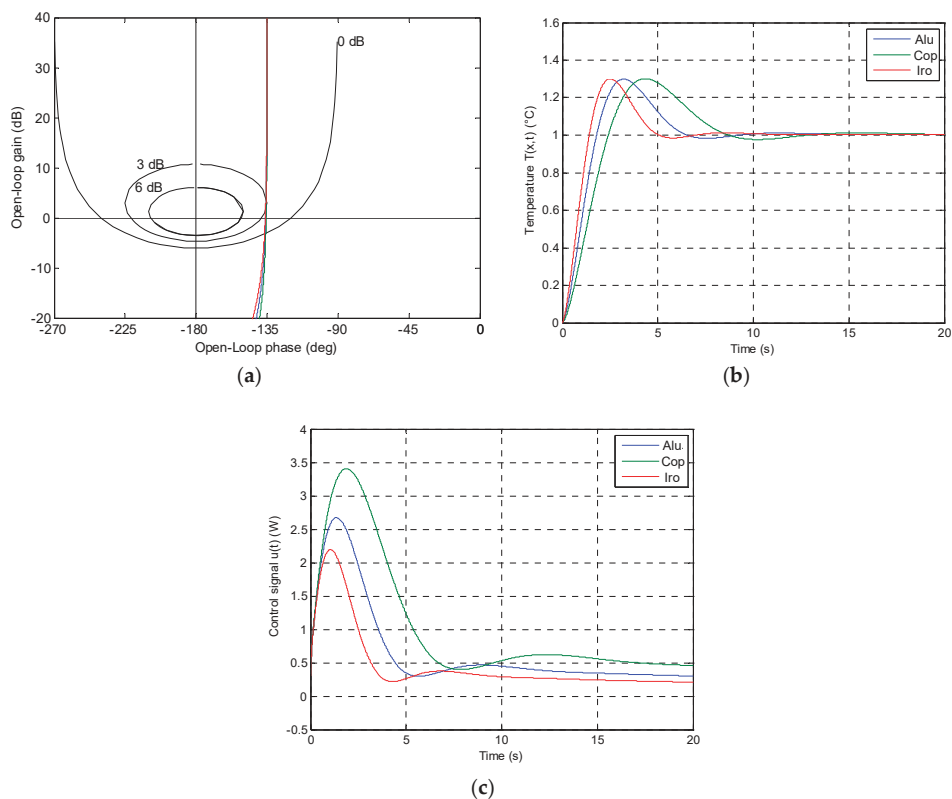 40
30
20
10
0
-10
-20
Open-loop gain (dB)
0 dB
3 dB
6 dB
-270 -225 -180 -135 -90 -45 0
Open-Loop phase (deg)
(a)
1.6
1.4
1.2
1.0
0.8
0.6
0.4
0.2
0
Temperature T(x,t) (°C)
Alu
Cop
Iro
0 5 10 15 20
Time (s)
(b)
4
3.5
3
2.5
2
1.5
1
0.5
0
-0.5
Control signal u(t) (W)
Alu.
Cop
Iro
0 5 10 15 20
Time (s)
(c)